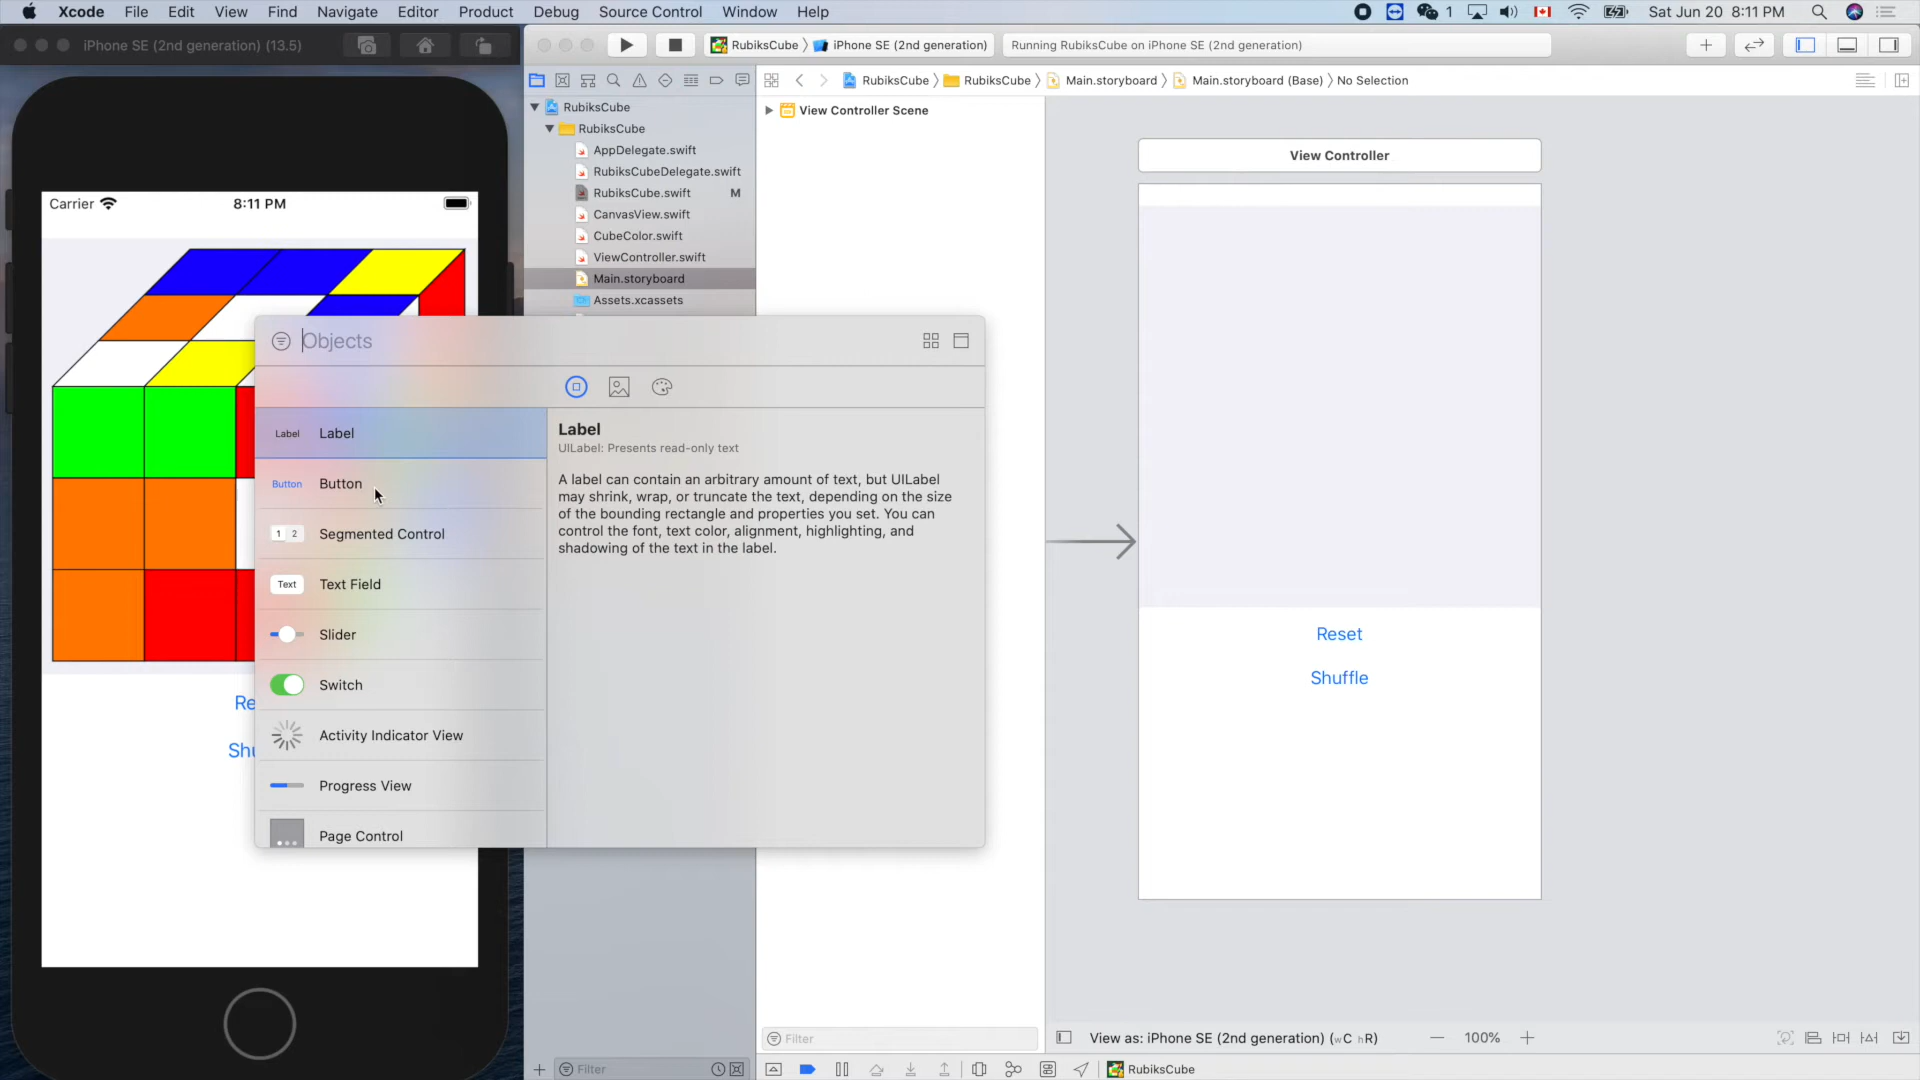 Xcode File Edit View Find Navigate Editor Product Debug Source Control Window Help
1 Sat Jun 20 8:11 PM
iPhone SE (2nd generation) (13.5)
RubiksCube iPhone SE (2nd generation)
Running RubiksCube on iPhone SE (2nd generation)
RubiksCube RubiksCube Main.storyboard Main.storyboard (Base) No Selection
RubiksCube
RubiksCube
AppDelegate.swift
RubiksCubeDelegate.swift
RubiksCube.swift M
CanvasView.swift
CubeColor.swift
ViewController.swift
Main.storyboard
Assets.xcassets
View Controller Scene
View Controller
Carrier 8:11 PM
Objects
Label Label
Button Button
1 2 Segmented Control
Text Text Field
Slider
Switch
Activity Indicator View
Progress View
Page Control
Label
UILabel: Presents read-only text
A label can contain an arbitrary amount of text, but UILabel
may shrink, wrap, or truncate the text, depending on the size
of the bounding rectangle and properties you set. You can
control the font, text color, alignment, highlighting, and
shadowing of the text in the label.
Re
Shu
Reset
Shuffle
Filter
View as: iPhone SE (2nd generation) (wC hR)
100%
Filter
RubiksCube